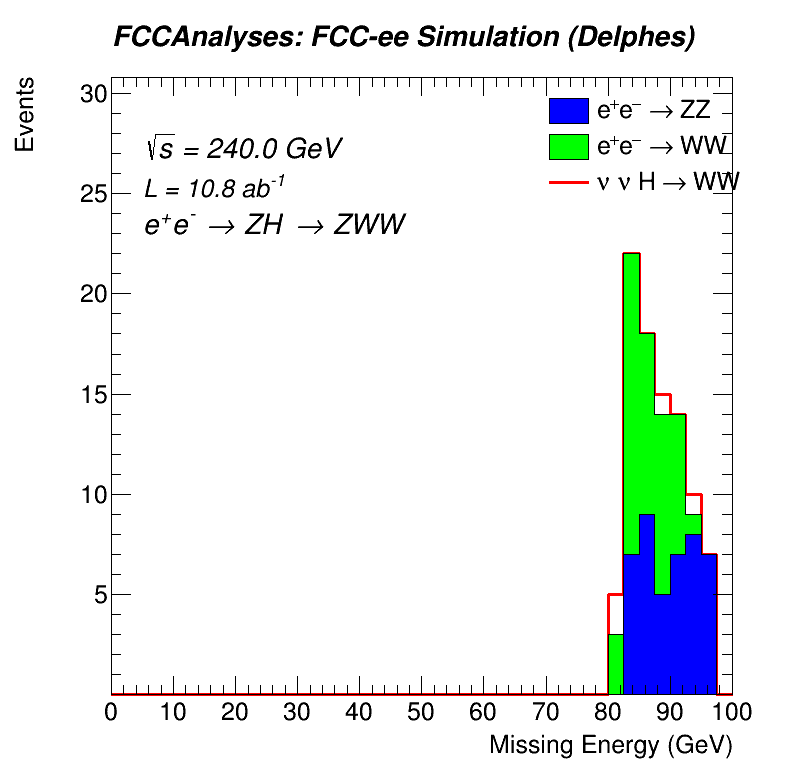 FCCAnalyses: FCC-ee Simulation (Delphes)
Events
30
25
20
15
10
5
√s = 240.0 GeV
L = 10.8 ab⁻¹
e⁺e⁻ → ZH → ZWW
e⁺e⁻ → ZZ
e⁺e⁻ → WW
ν ν H → WW
0 10 20 30 40 50 60 70 80 90 100
Missing Energy (GeV)